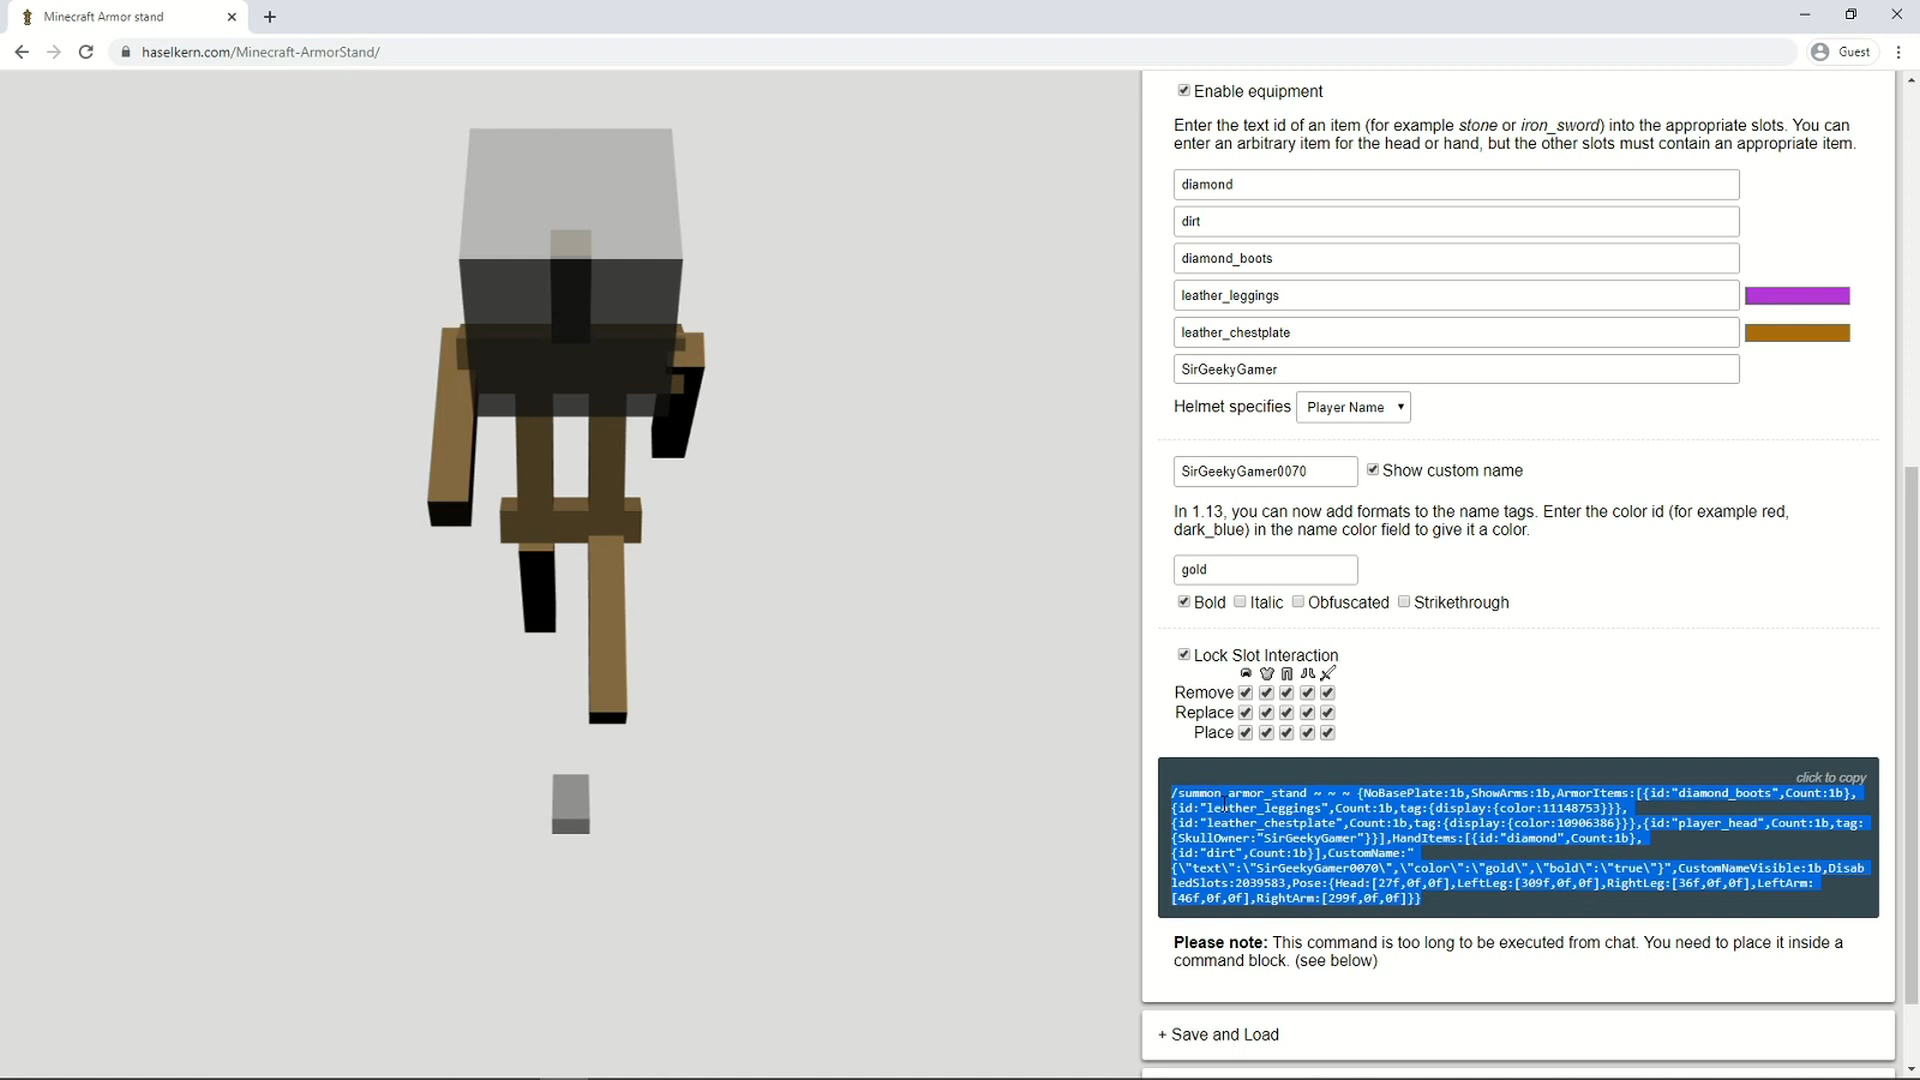 Minecraft Armor stand
haselkern.com/Minecraft-ArmorStand/
Guest
Enable equipment
Enter the text id of an item (for example stone or iron_sword) into the appropriate slots. You can
enter an arbitrary item for the head or hand, but the other slots must contain an appropriate item.
diamond
dirt
diamond_boots
leather_leggings
leather_chestplate
SirGeekyGamer
Helmet specifies Player Name
SirGeekyGamer0070 Show custom name
In 1.13, you can now add formats to the name tags. Enter the color id (for example red,
dark_blue) in the name color field to give it a color.
gold
Bold Italic Obfuscated Strikethrough
Lock Slot Interaction
Remove
Replace
Place
click to copy
/summon armor_stand ~ ~ ~ {NoBasePlate:1b,ShowArms:1b,ArmorItems:[{id:"diamond_boots",Count:1b},
{id:"leather_leggings",Count:1b,tag:{display:{color:11148753}}},
{id:"leather_chestplate",Count:1b,tag:{display:{color:10906386}}},{id:"player_head",Count:1b,tag:
{SkullOwner:"SirGeekyGamer"}}],HandItems:[{id:"diamond",Count:1b},
{id:"dirt",Count:1b}],CustomName:"
{\"text\":\"SirGeekyGamer0070\",\"color\":\"gold\",\"bold\":\"true\"}",CustomNameVisible:1b,Disab
ledSlots:2039583,Pose:{Head:[27f,0f,0f],LeftLeg:[309f,0f,0f],RightLeg:[36f,0f,0f],LeftArm:
[46f,0f,0f],RightArm:[299f,0f,0f]}}
Please note: This command is too long to be executed from chat. You need to place it inside a
command block. (see below)
+ Save and Load